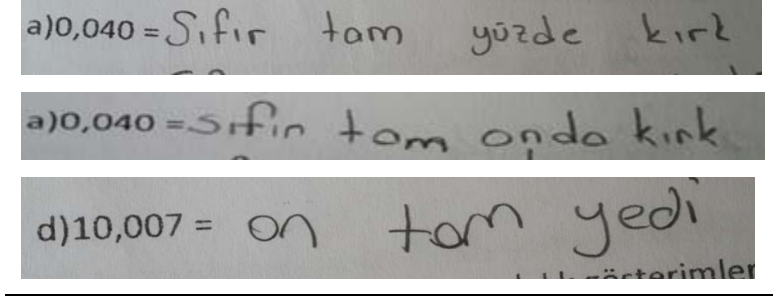 a)0,040 = Sıfır tam yüzde kırk
a)0,040 = sıfır tam onda kırk
d)10,007 = on tam yedi